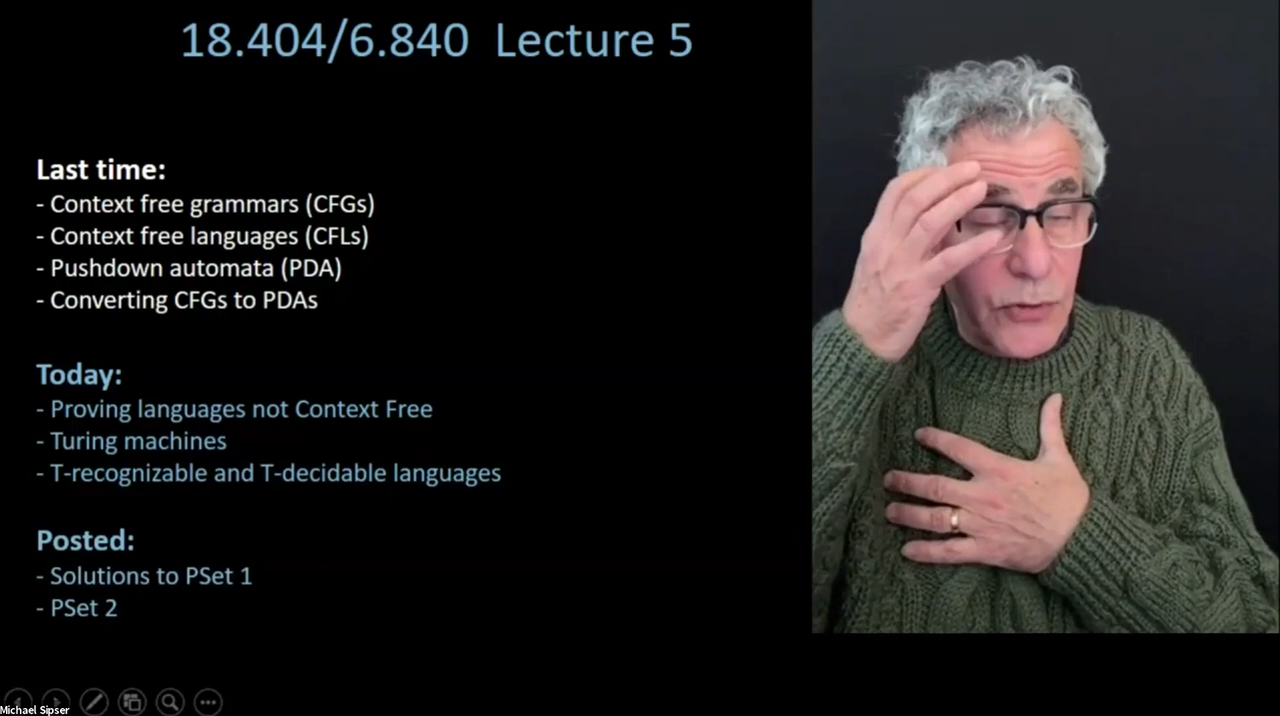 18.404/6.840 Lecture 5
Last time:
- Context free grammars (CFGs)
- Context free languages (CFLs)
- Pushdown automata (PDA)
- Converting CFGs to PDAs
Today:
- Proving languages not Context Free
- Turing machines
- T-recognizable and T-decidable languages
Posted:
- Solutions to PSet 1
- PSet 2
Michael Sipser